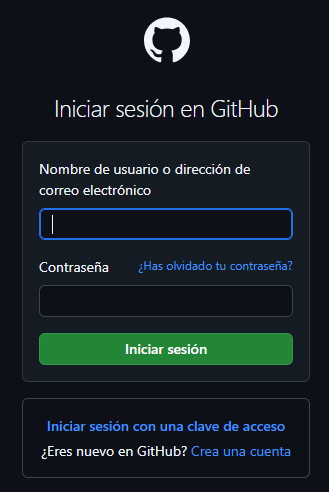 Iniciar sesión en GitHub
Nombre de usuario o dirección de
correo electrónico
Contraseña ¿Has olvidado tu contraseña?
Iniciar sesión
Iniciar sesión con una clave de acceso
¿Eres nuevo en GitHub? Crea una cuenta